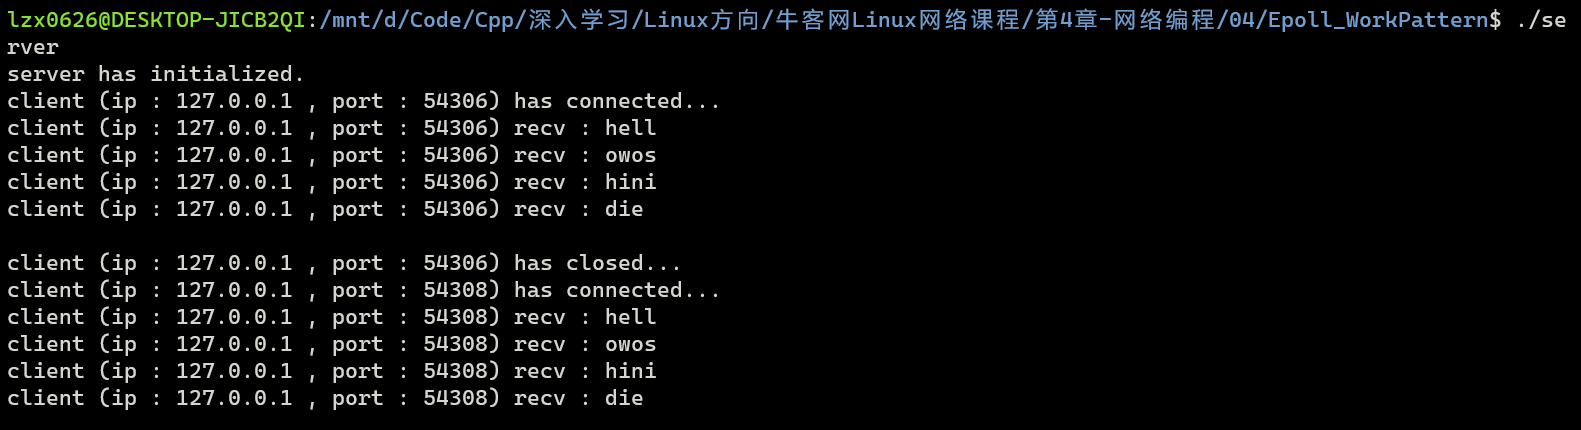 lzx0626@DESKTOP-JICB2QI:/mnt/d/Code/Cpp/深入学习/Linux方向/牛客网Linux网络课程/第4章-网络编程/04/Epoll_WorkPattern$ ./se
rver
server has initialized.
client (ip : 127.0.0.1 , port : 54306) has connected...
client (ip : 127.0.0.1 , port : 54306) recv : hell
client (ip : 127.0.0.1 , port : 54306) recv : owos
client (ip : 127.0.0.1 , port : 54306) recv : hini
client (ip : 127.0.0.1 , port : 54306) recv : die
client (ip : 127.0.0.1 , port : 54306) has closed...
client (ip : 127.0.0.1 , port : 54308) has connected...
client (ip : 127.0.0.1 , port : 54308) recv : hell
client (ip : 127.0.0.1 , port : 54308) recv : owos
client (ip : 127.0.0.1 , port : 54308) recv : hini
client (ip : 127.0.0.1 , port : 54308) recv : die